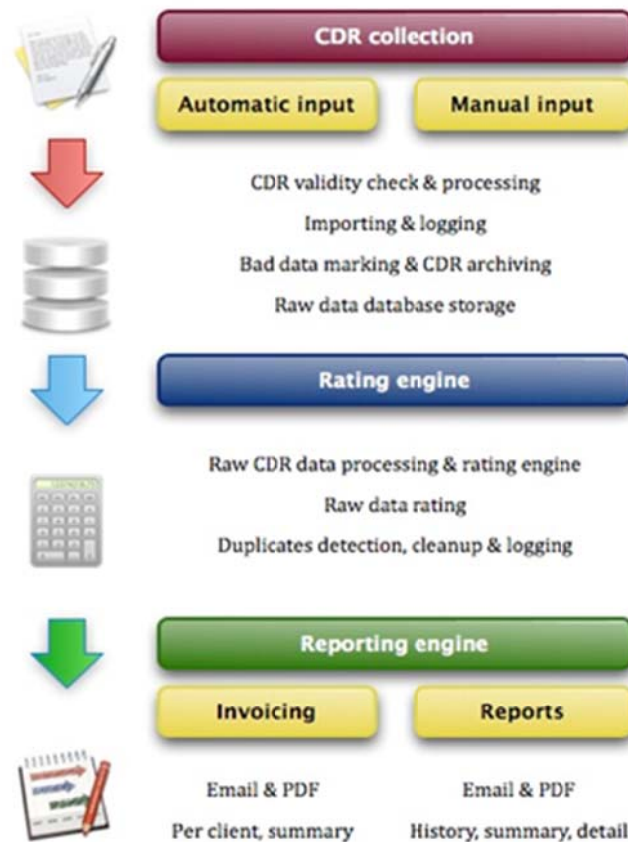 CDR collection
Automatic input
Manual input
CDR validity check & processing
Importing & logging
Bad data marking & CDR archiving
Raw data database storage
Rating engine
Raw CDR data processing & rating engine
Raw data rating
Duplicates detection, cleanup & logging
Reporting engine
Invoicing
Reports
Email & PDF
Email & PDF
Per client, summary
History, summary, detail